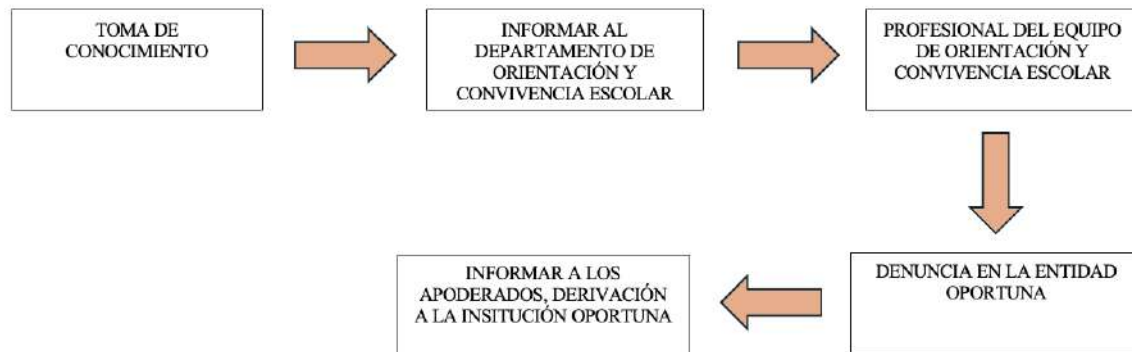 TOMA DE
CONOCIMIENTO
INFORMAR AL
DEPARTAMENTO DE
ORIENTACIÓN Y
CONVIVENCIA ESCOLAR
PROFESIONAL DEL EQUIPO
DE ORIENTACIÓN Y
CONVIVENCIA ESCOLAR
DENUNCIA EN LA ENTIDAD
OPORTUNA
INFORMAR A LOS
APODERADOS, DERIVACIÓN
A LA INSITUCIÓN OPORTUNA